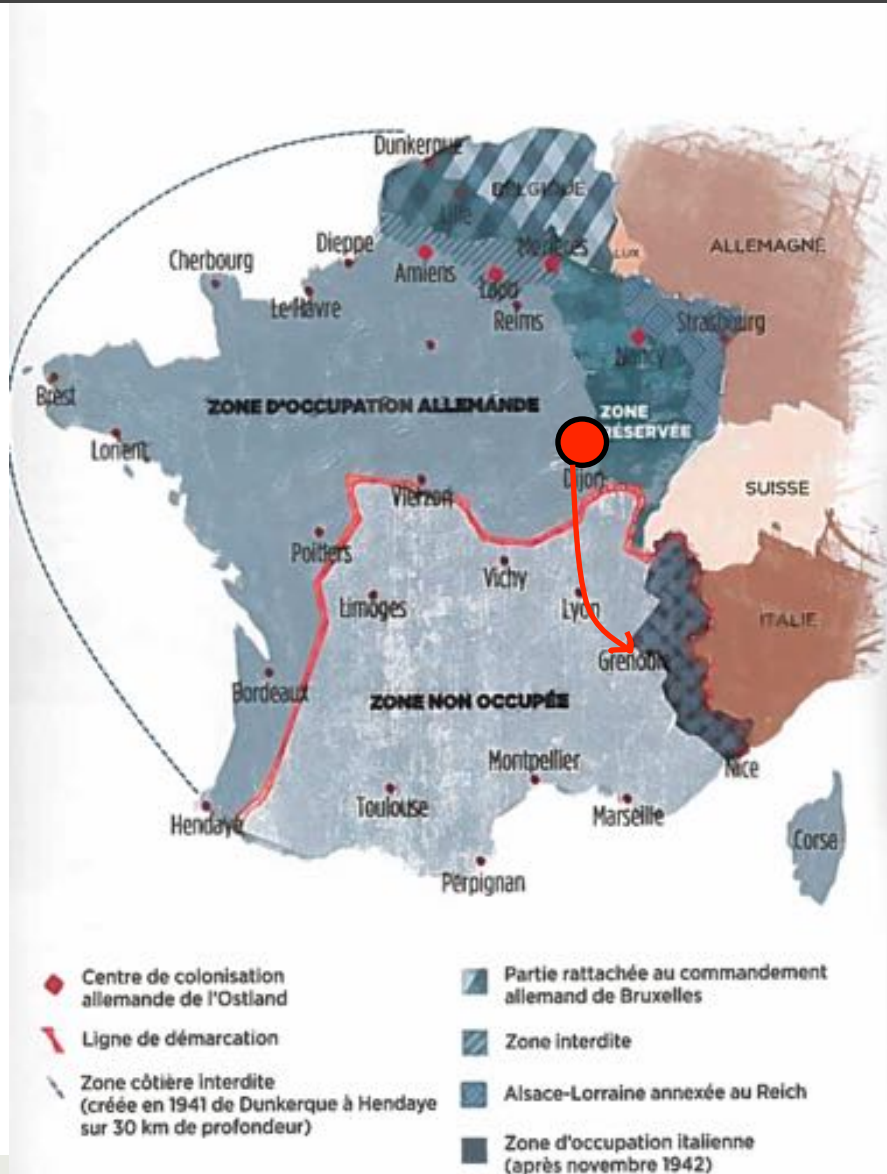 Dunkerque
BELGIQUE
Lille
Dieppe
Mézières
LUX
ALLEMAGNE
Cherbourg
Amiens
Laon
Le Havre
Reims
Strasbourg
Nancy
Brest
ZONE D'OCCUPATION ALLEMANDE
ZONE
RÉSERVÉE
Lorient
Dijon
SUISSE
Vierzon
Poitiers
Vichy
Limoges
Lyon
ITALIE
Grenoble
Bordeaux
ZONE NON OCCUPÉE
Montpellier
Nice
Hendaye
Toulouse
Marseille
Corse
Perpignan
Centre de colonisation
allemande de l'Ostland
Ligne de démarcation
Zone côtière interdite
(créée en 1941 de Dunkerque à Hendaye
sur 30 km de profondeur)
Partie rattachée au commandement
allemand de Bruxelles
Zone interdite
Alsace-Lorraine annexée au Reich
Zone d'occupation italienne
(après novembre 1942)